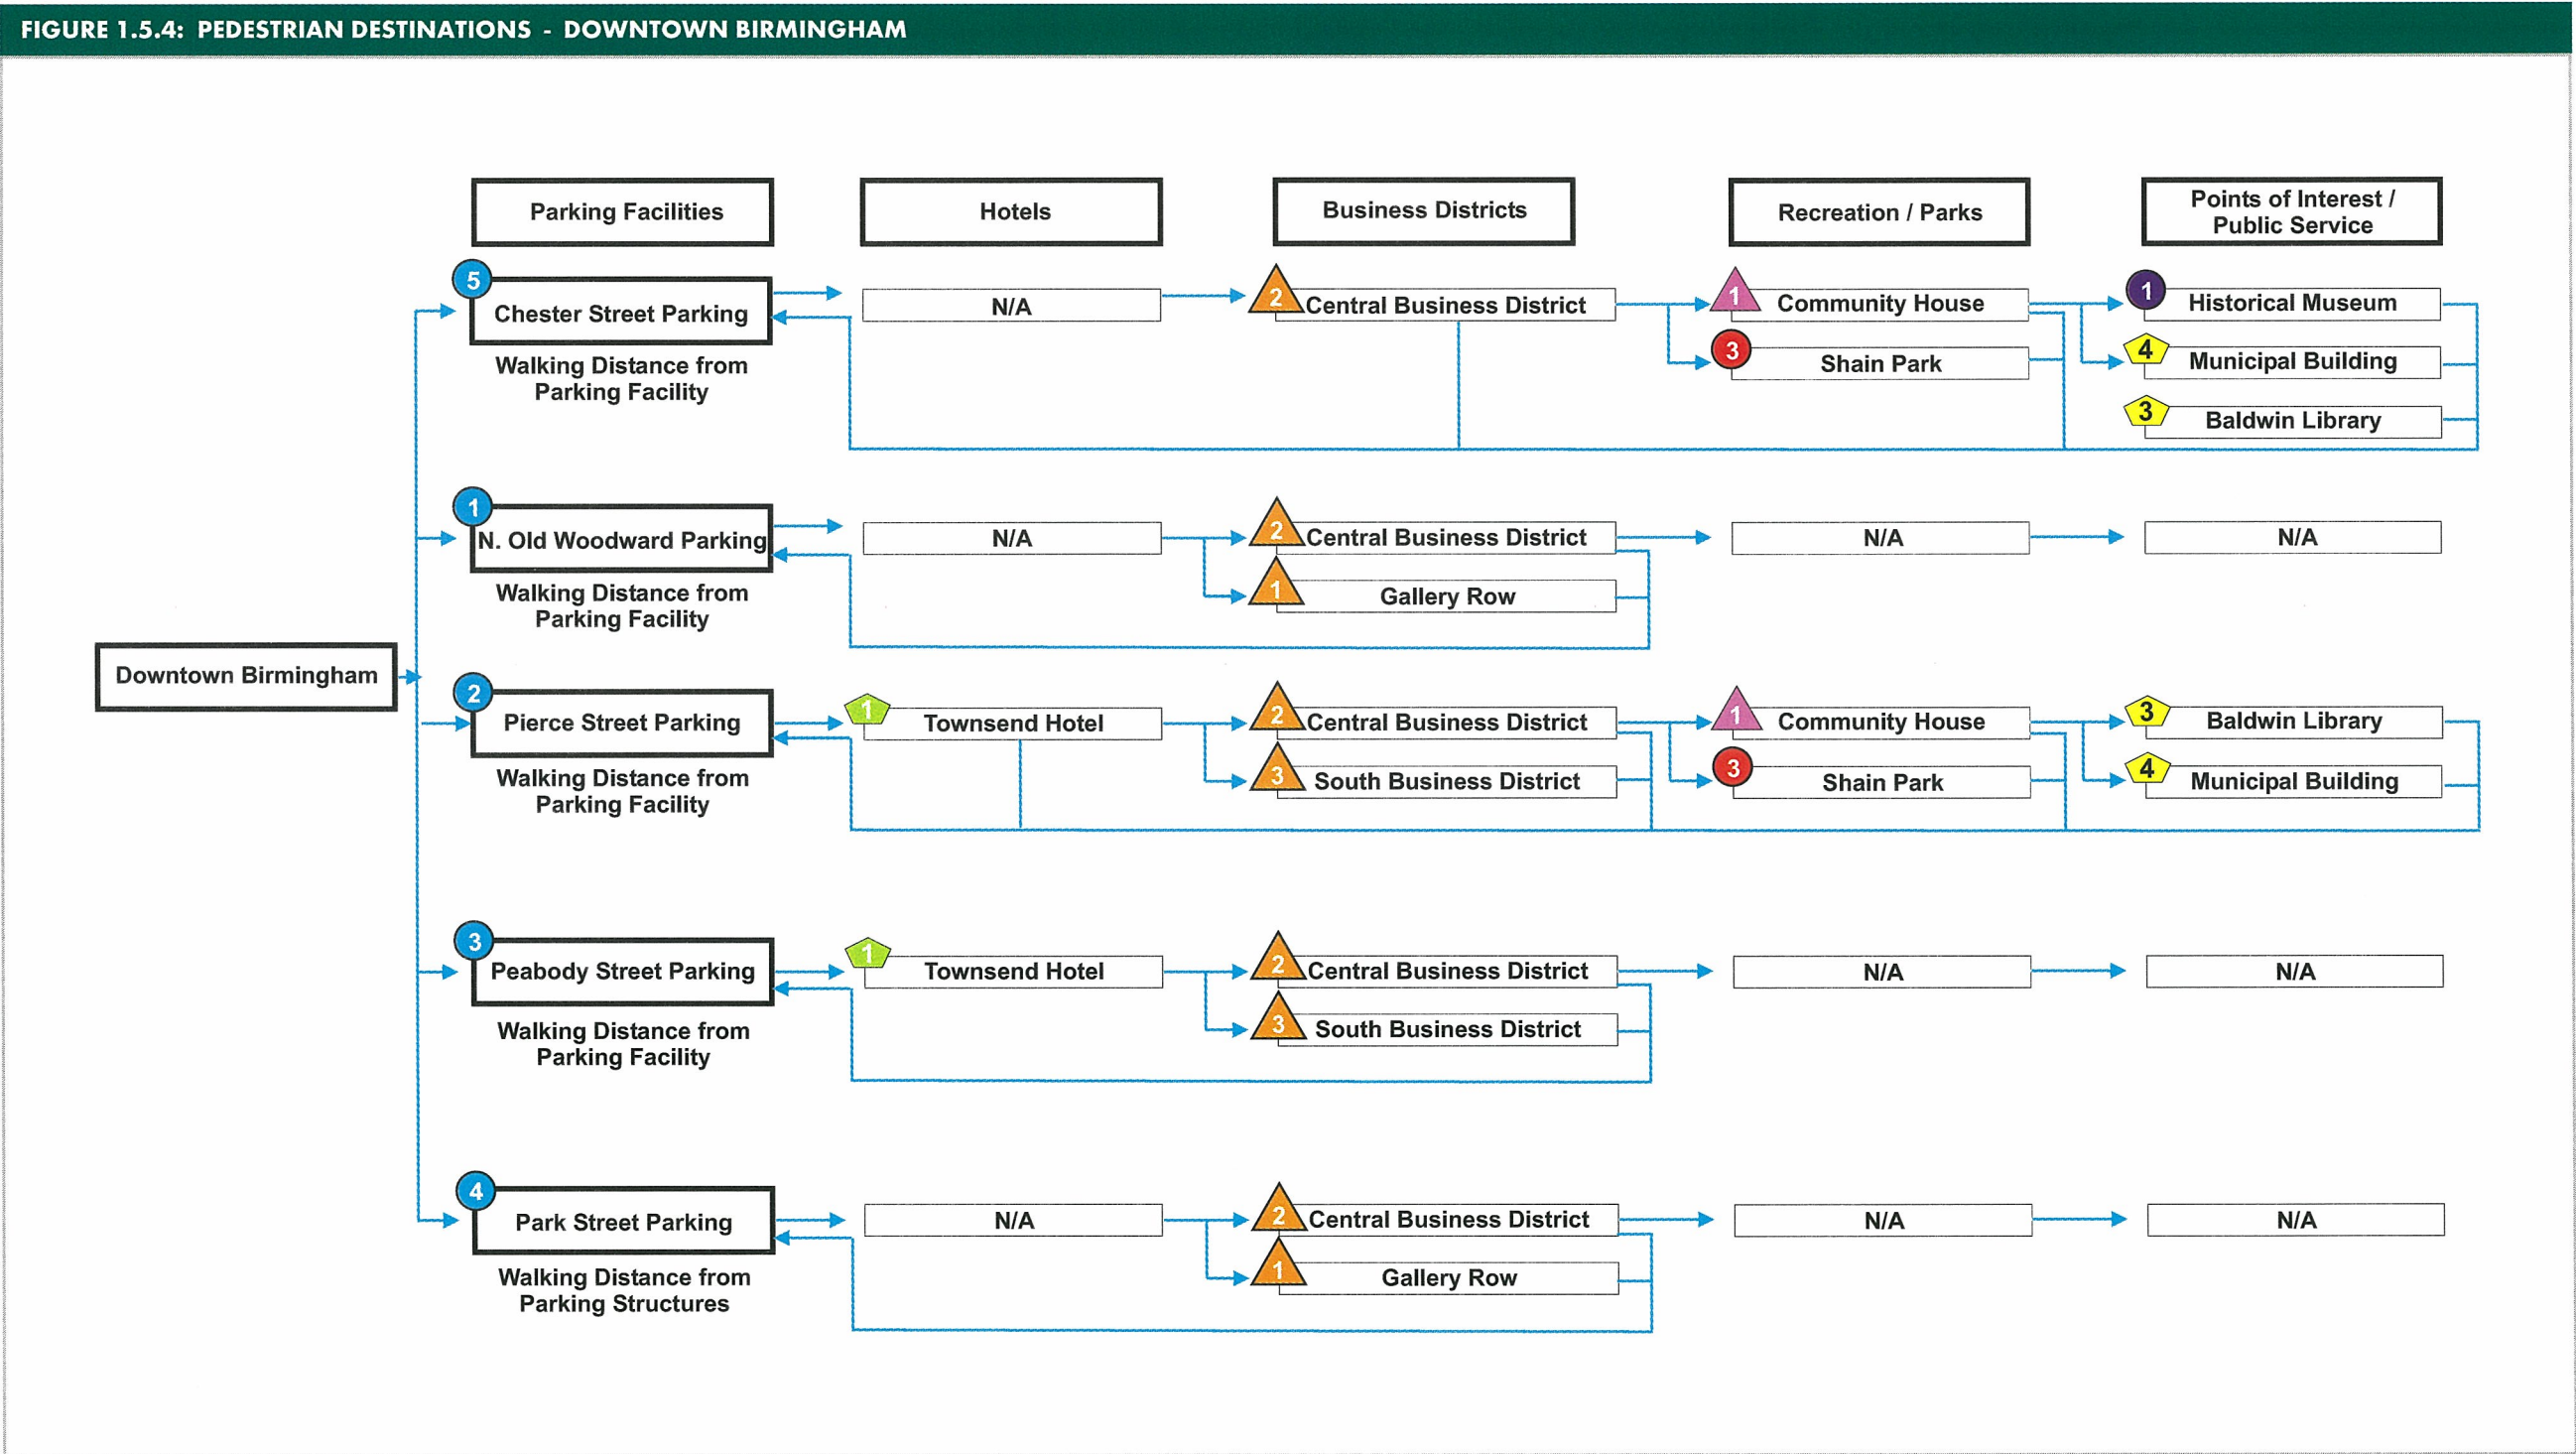 FIGURE 1.5.4: PEDESTRIAN DESTINATIONS - DOWNTOWN BIRMINGHAM
Parking Facilities
Hotels
Business Districts
Recreation / Parks
Points of Interest /
Public Service
5
Chester Street Parking
Walking Distance from
Parking Facility
N/A
2
Central Business District
1
Community House
3
Shain Park
1
Historical Museum
4
Municipal Building
3
Baldwin Library
1
N. Old Woodward Parking
Walking Distance from
Parking Facility
N/A
2
Central Business District
1
Gallery Row
N/A
N/A
Downtown Birmingham
2
Pierce Street Parking
Walking Distance from
Parking Facility
1
Townsend Hotel
2
Central Business District
3
South Business District
1
Community House
3
Shain Park
3
Baldwin Library
4
Municipal Building
3
Peabody Street Parking
Walking Distance from
Parking Facility
1
Townsend Hotel
2
Central Business District
3
South Business District
N/A
N/A
4
Park Street Parking
Walking Distance from
Parking Structures
N/A
2
Central Business District
1
Gallery Row
N/A
N/A